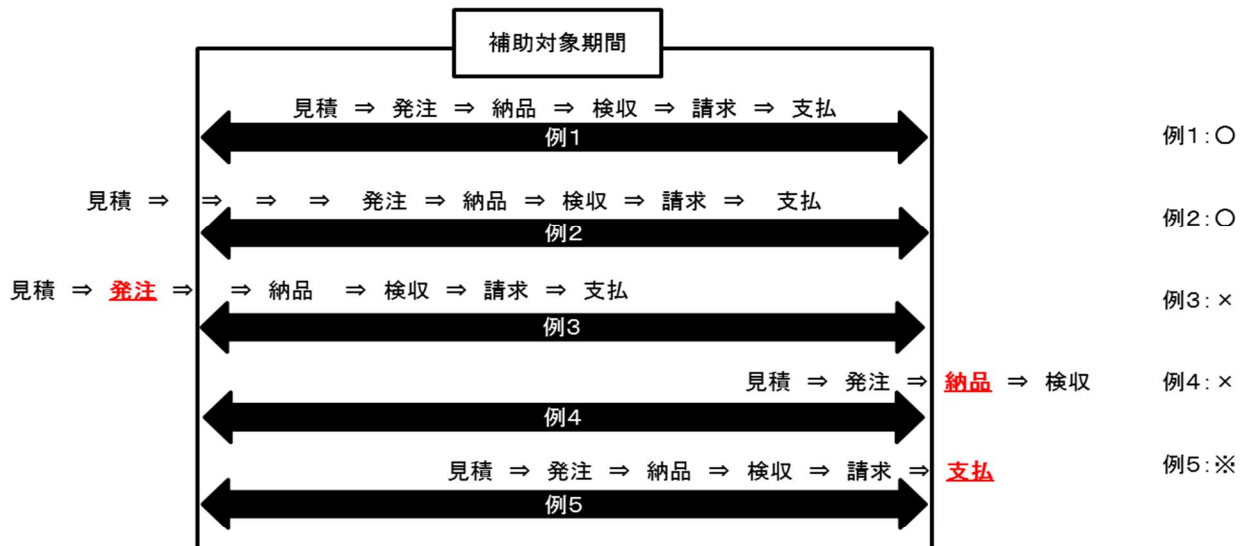 補助対象期間
見積 ⇒ 発注 ⇒ 納品 ⇒ 検収 ⇒ 請求 ⇒ 支払
例1
例1:○
見積 ⇒ ⇒ ⇒ ⇒ 発注 ⇒ 納品 ⇒ 検収 ⇒ 請求 ⇒ 支払
例2
例2:○
見積 ⇒ 発注 ⇒ ⇒ 納品 ⇒ 検収 ⇒ 請求 ⇒ 支払
例3
例3:×
見積 ⇒ 発注 ⇒ 納品 ⇒ 検収
例4
例4:×
見積 ⇒ 発注 ⇒ 納品 ⇒ 検収 ⇒ 請求 ⇒ 支払
例5
例5:※